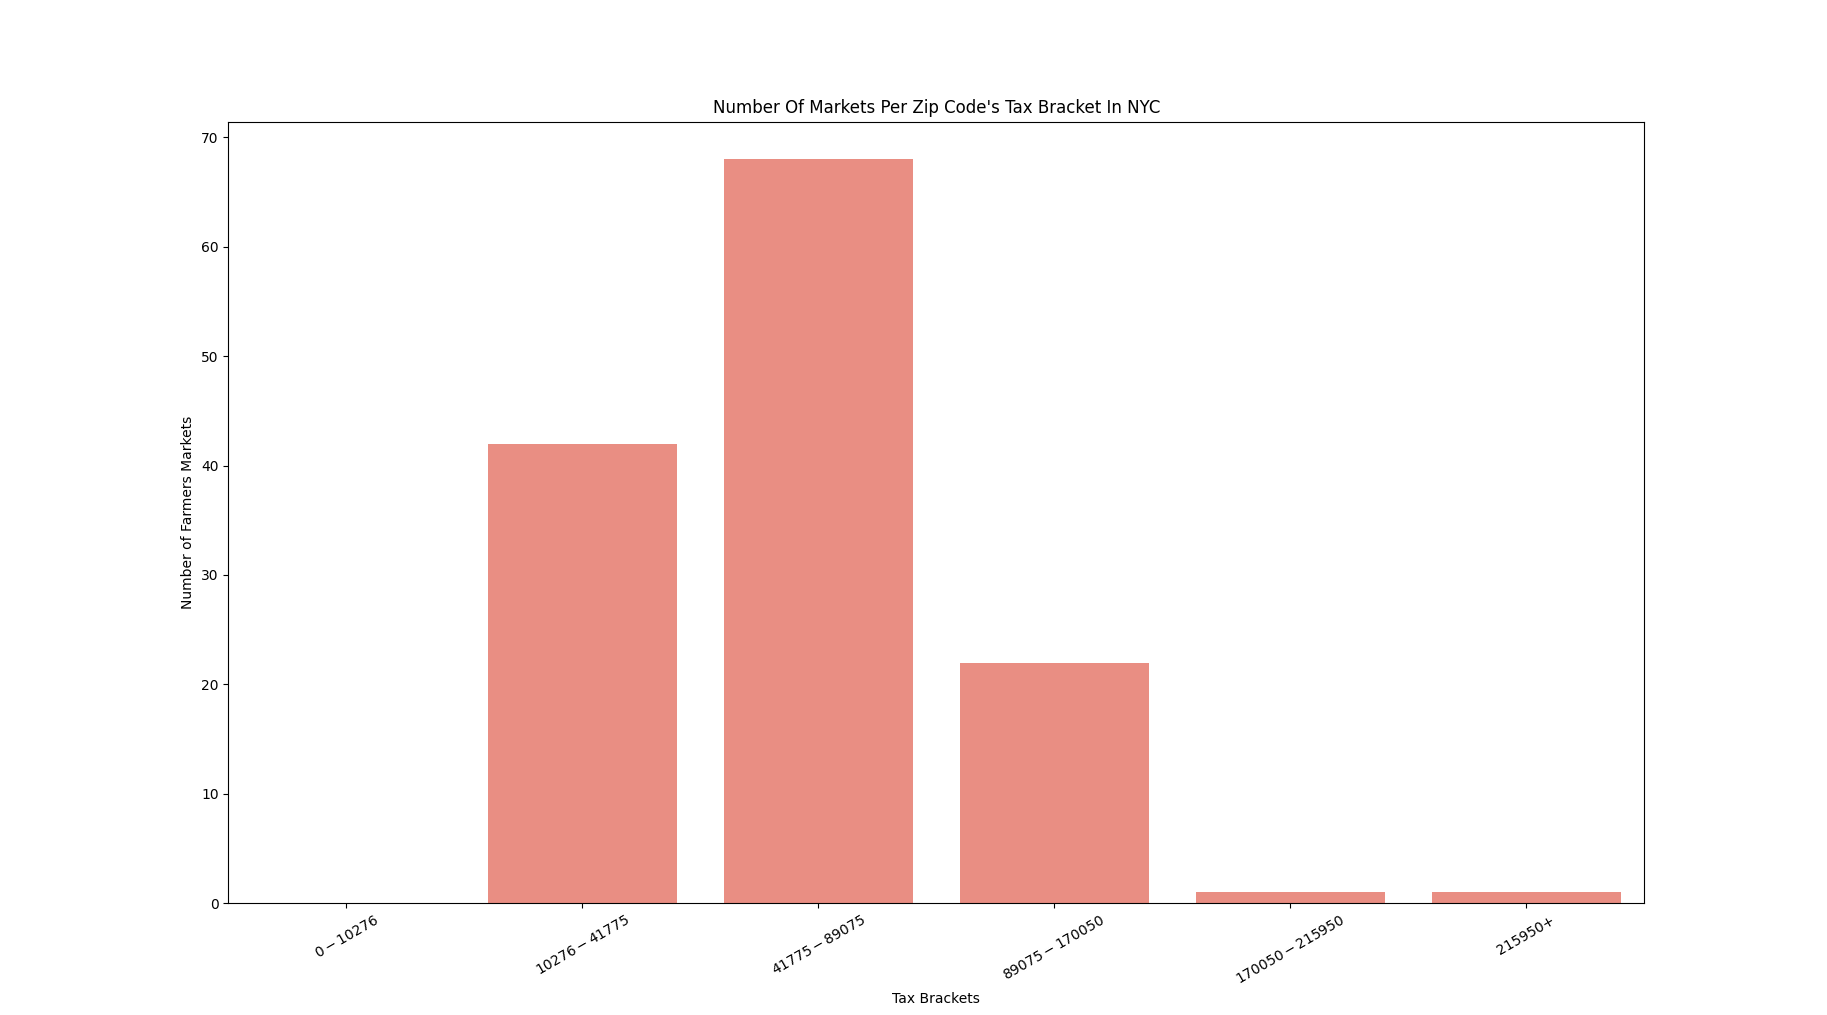 Number Of Markets Per Zip Code's Tax Bracket In NYC
Number of Farmers Markets
70
60
50
40
30
20
10
0
0 − 10276
10276 − 41775
41775 − 89075
89075 − 170050
170050 − 215950
215950+
Tax Brackets